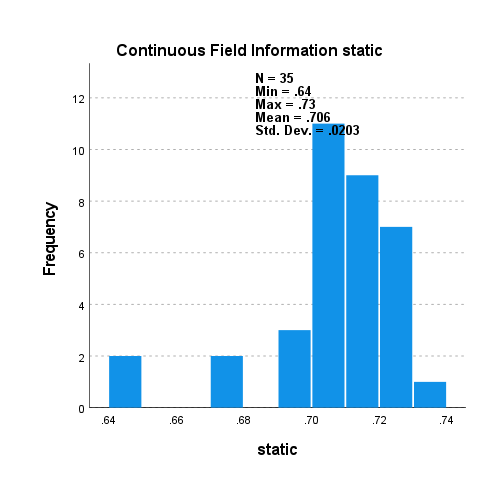 Continuous Field Information static
N = 35
Min = .64
Max = .73
Mean = .706
Std. Dev. = .0203
12
10
8
6
4
2
0
Frequency
.64 .66 .68 .70 .72 .74
static